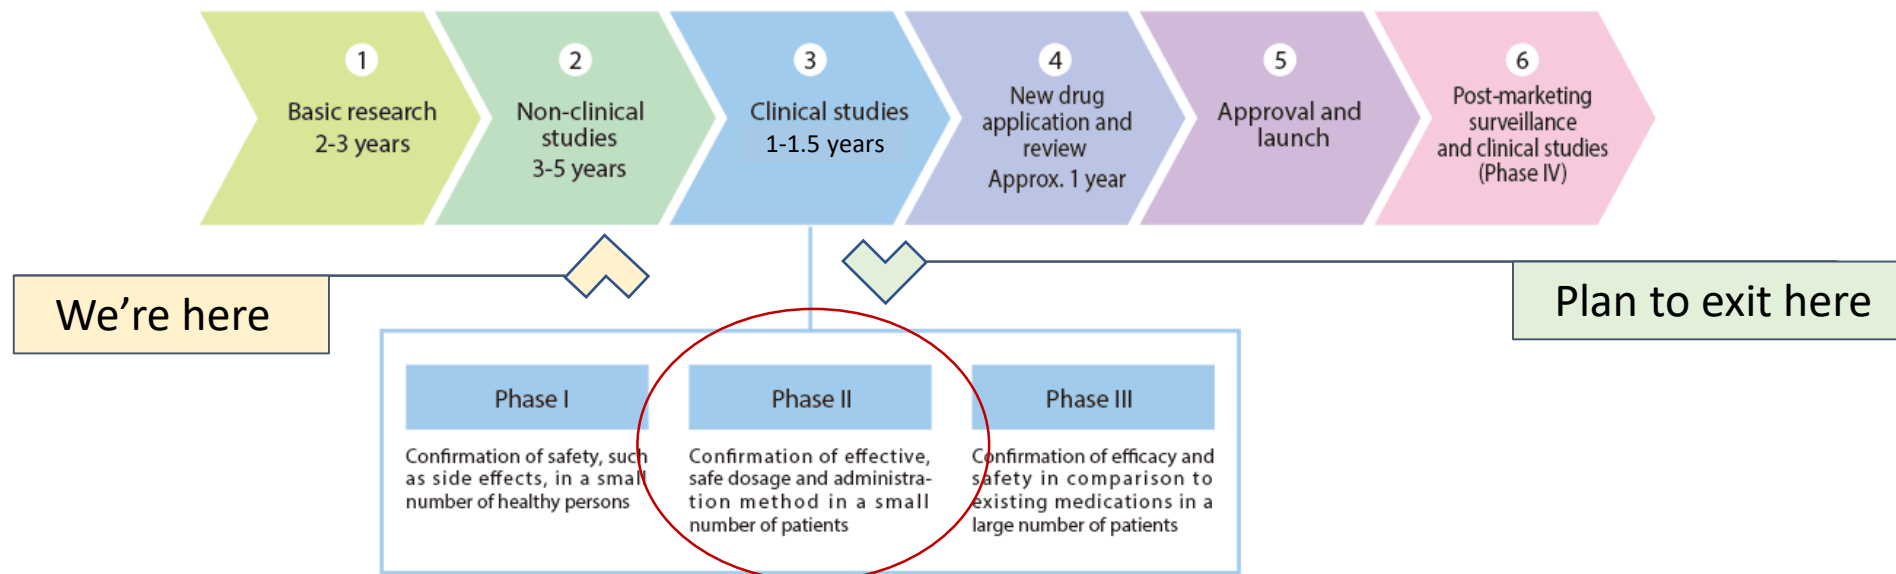 1
Basic research
2-3 years
2
Non-clinical
studies
3-5 years
3
Clinical studies
1-1.5 years
4
New drug
application and
review
Approx. 1 year
5
Approval and
launch
6
Post-marketing
surveillance
and clinical studies
(Phase IV)
We’re here
Plan to exit here
Phase I
Confirmation of safety, such
as side effects, in a small
number of healthy persons
Phase II
Confirmation of effective,
safe dosage and administra-
tion method in a small
number of patients
Phase III
Confirmation of efficacy and
safety in comparison to
existing medications in a
large number of patients